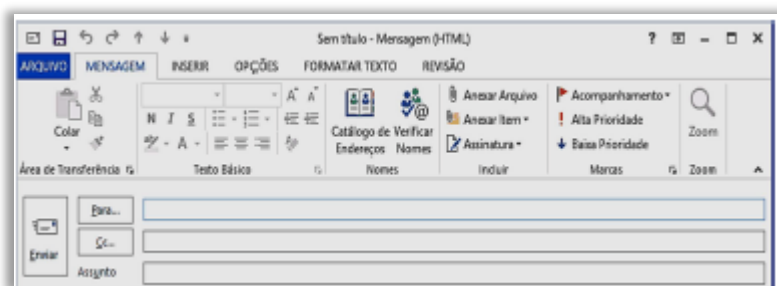 Sem título - Mensagem (HTML) ?
ARQUIVO MENSAGEM INSERIR OPÇÕES FORMATAR TEXTO REVISÃO
Colar
N I S
A A
A
Catálogo de Endereços
Verificar Nomes
Anexar Arquivo
Anexar Item
Assinatura
Acompanhamento
Alta Prioridade
Baixa Prioridade
Zoom
Área de Transferência Texto Básico Nomes Incluir Marcas Zoom
Enviar
Para...
Cc...
Assunto